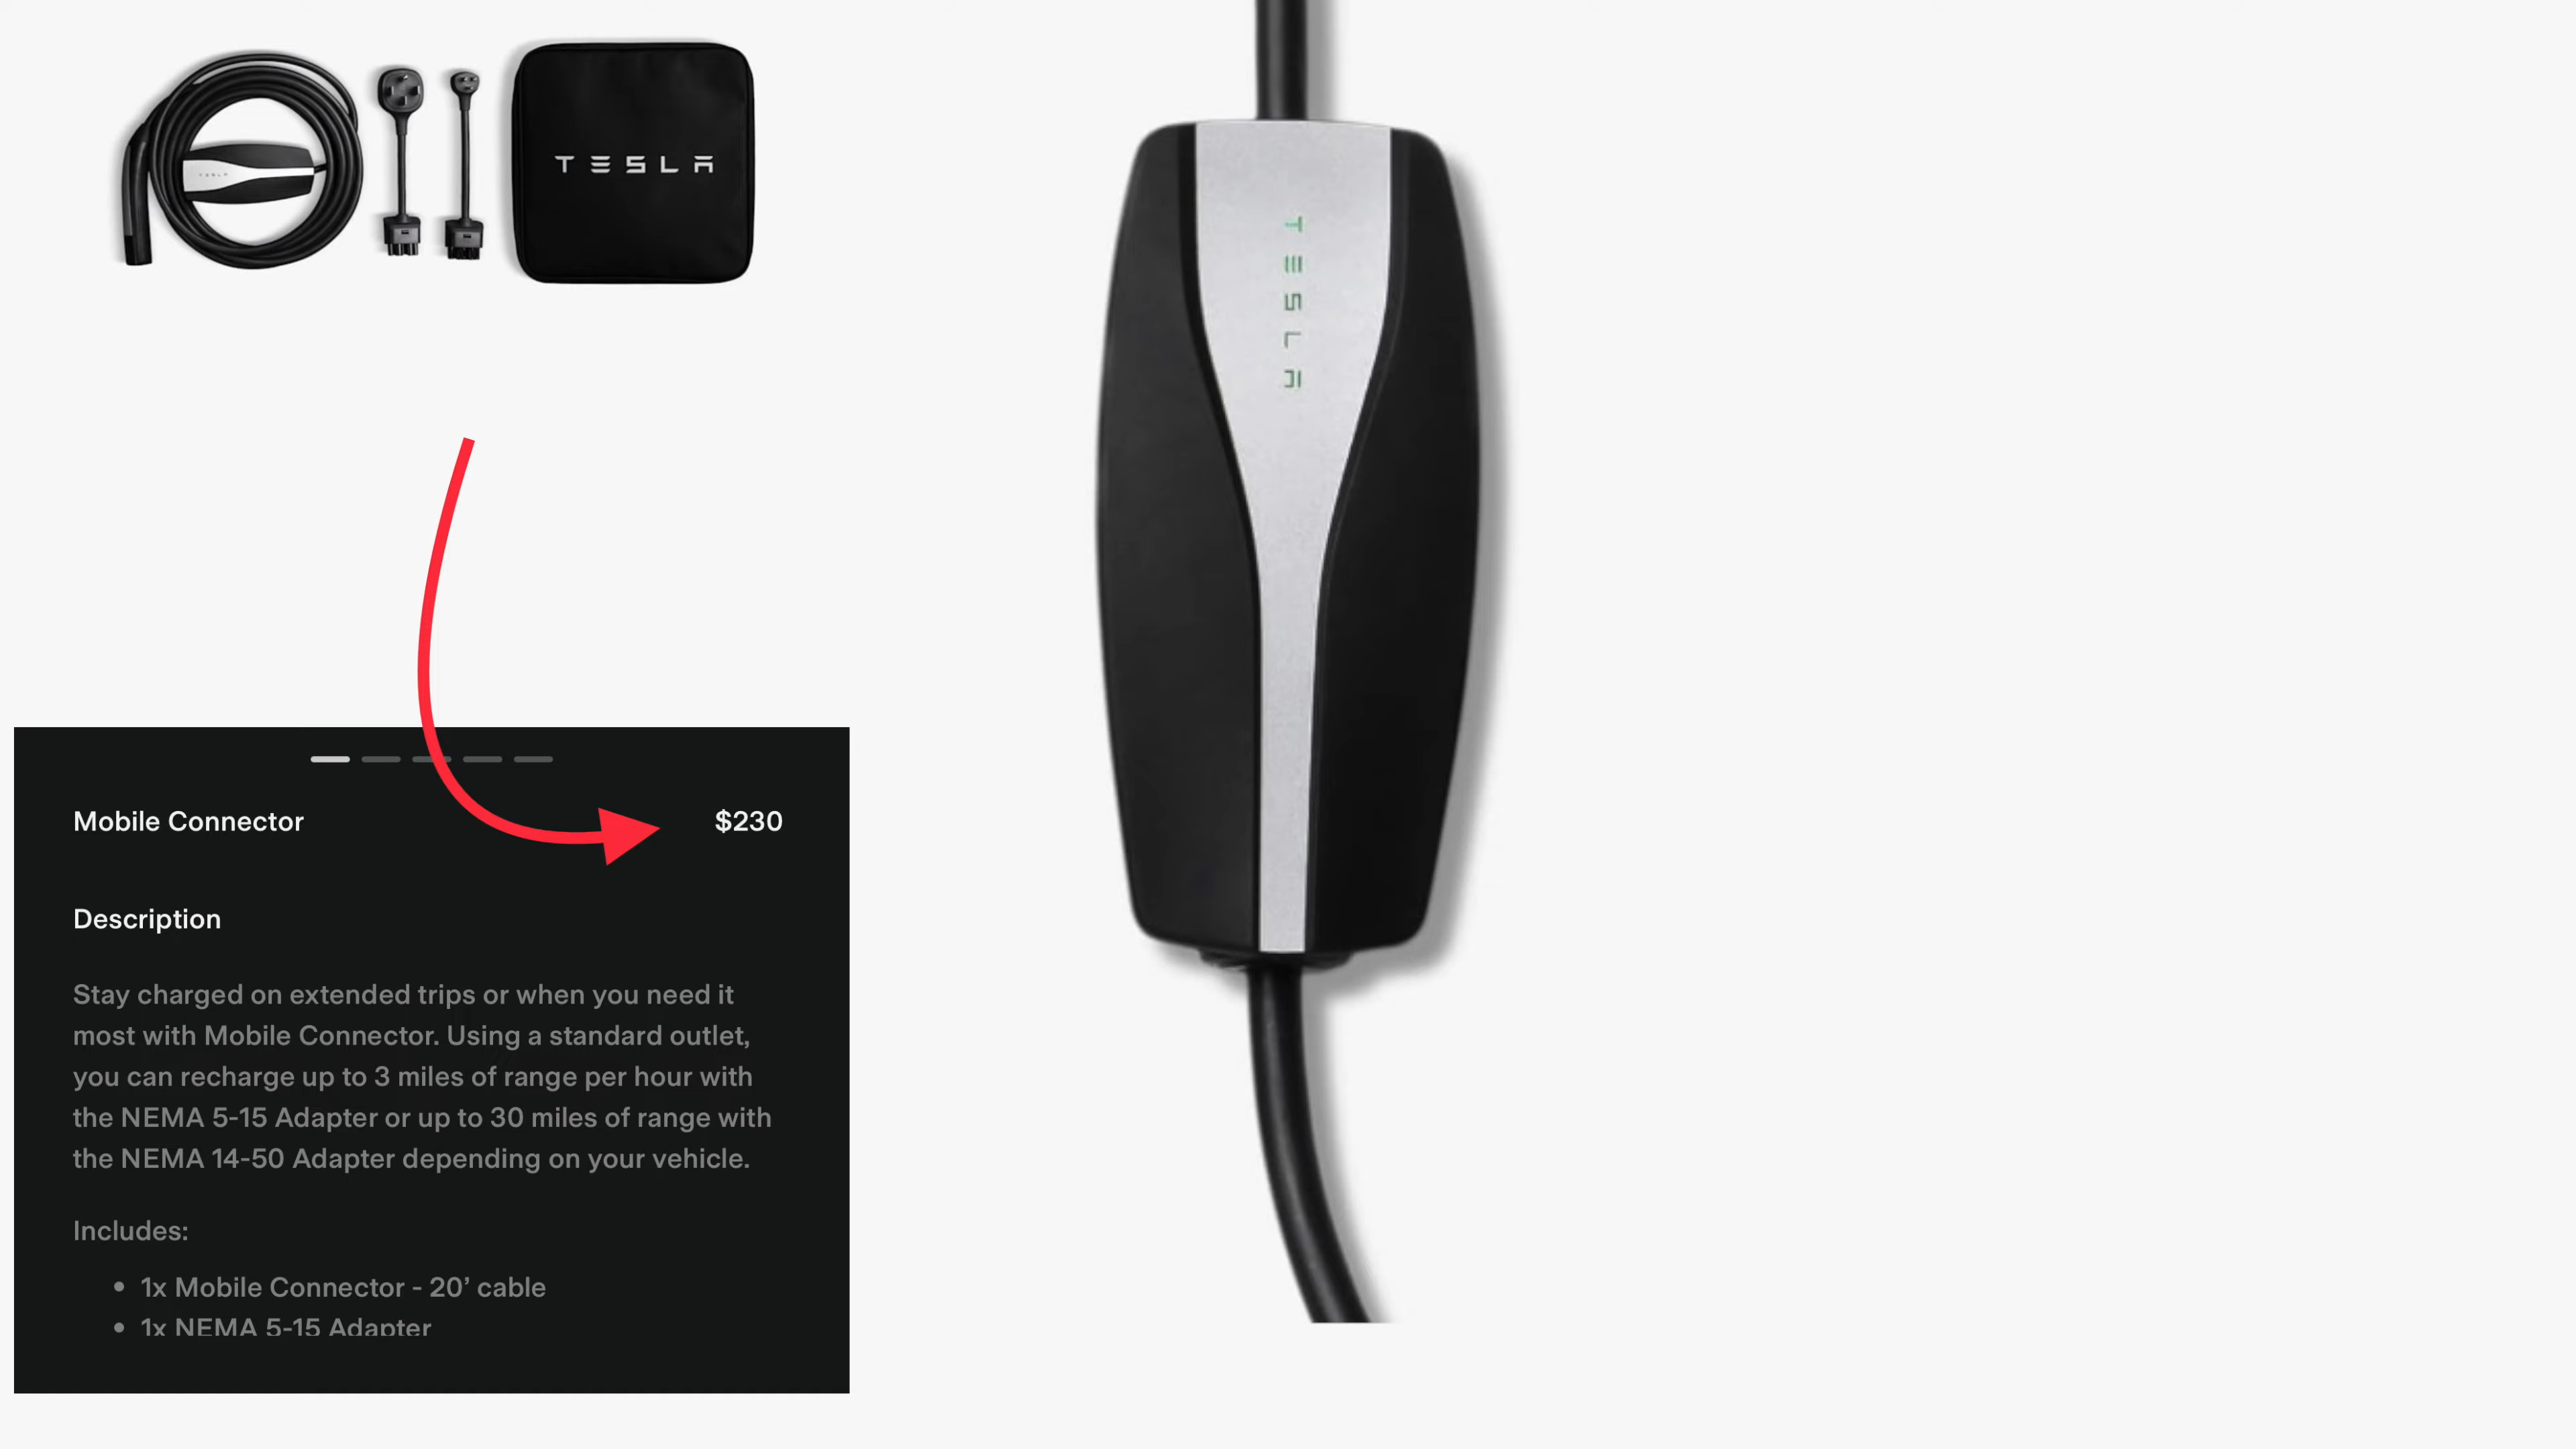 TESLA
TESLA
Mobile Connector $230
Description
Stay charged on extended trips or when you need it
most with Mobile Connector. Using a standard outlet,
you can recharge up to 3 miles of range per hour with
the NEMA 5-15 Adapter or up to 30 miles of range with
the NEMA 14-50 Adapter depending on your vehicle.
Includes:
• 1x Mobile Connector - 20’ cable
• 1x NEMA 5-15 Adapter
TESLA